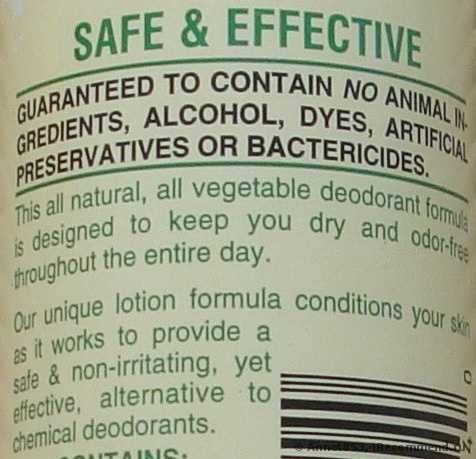 SAFE & EFFECTIVE
GUARANTEED TO CONTAIN NO ANIMAL IN-
GREDIENTS, ALCOHOL, DYES, ARTIFICIAL
PRESERVATIVES OR BACTERICIDES.
This all natural, all vegetable deodorant formula
is designed to keep you dry and odor-free
throughout the entire day.
Our unique lotion formula conditions your skin
as it works to provide a
safe & non-irritating, yet
effective, alternative to
chemical deodorants.
CONTAINS: